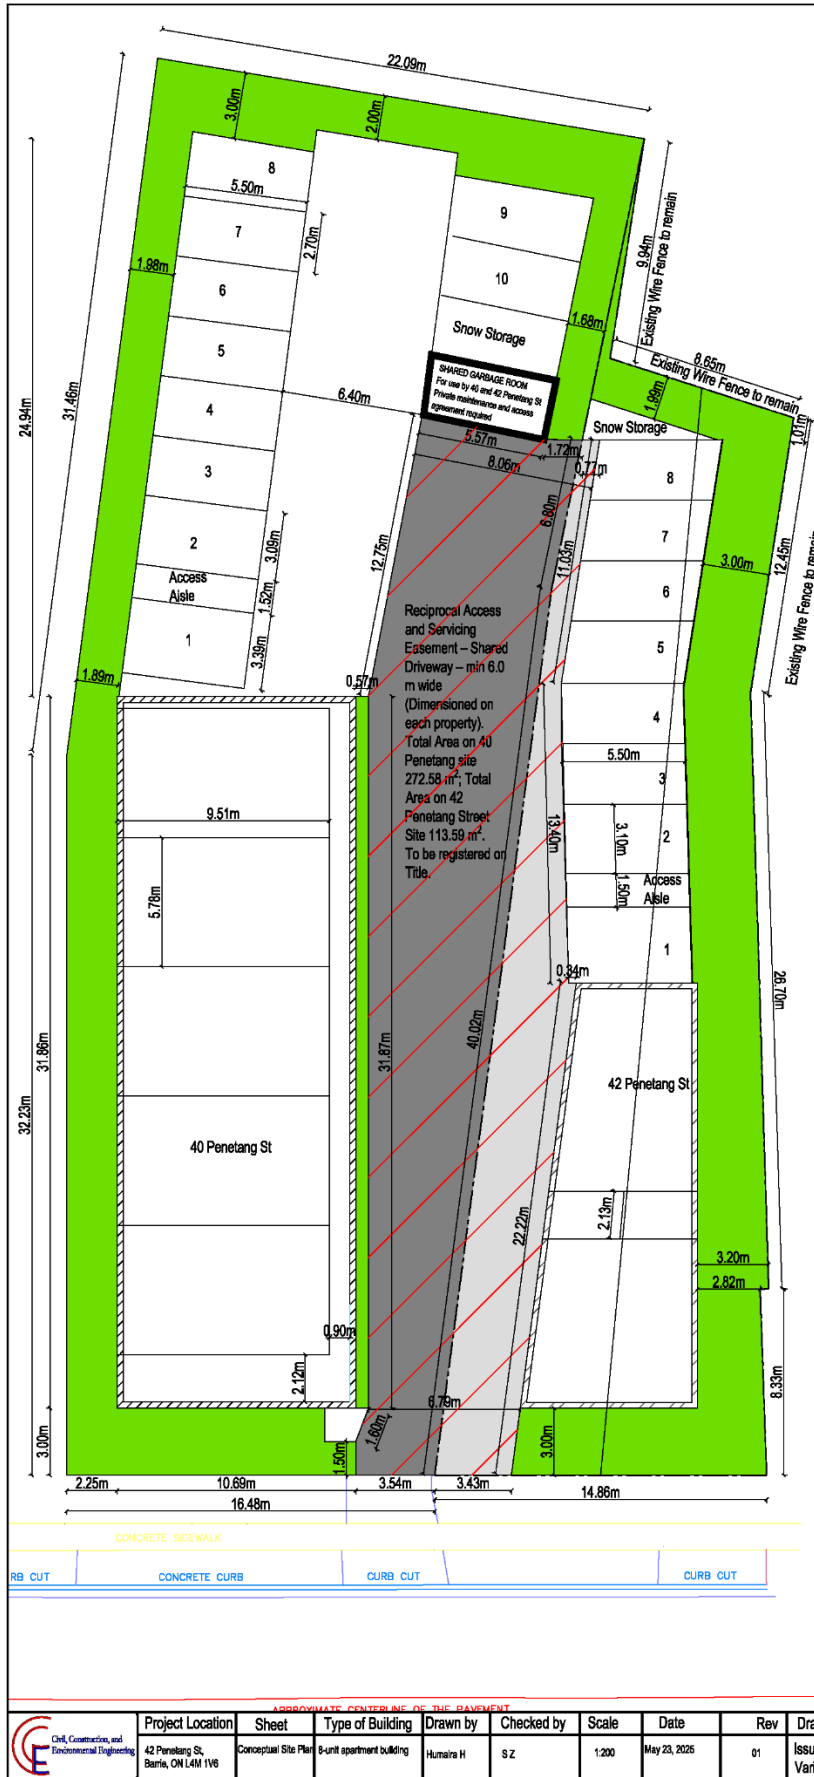 22.09m
3.00m
2.00m
8
5.50m
7
2.70m
1.98m
6
5
4
3
2
Access
Aisle
1
9
10
Snow Storage
1.68m
9.94m
Existing Wire Fence to remain
8.65m
Existing Wire Fence to remain
1.99m
1.01m
SHARED GARBAGE ROOM
For use by 40 and 42 Penetang St
Private maintenance and access
agreement required
6.40m
5.57m
1.72m
8.06m
0.77m
Snow Storage
24.94m
31.46m
12.75m
6.80m
11.03m
3.09m
1.52m
3.39m
1.89m
0.57m
8
7
6
5
4
5.50m
3
3.10m
2
1.50m
Access
Aisle
1
3.00m
12.45m
Existing Wire Fence to remain
Reciprocal Access
and Servicing
Easement – Shared
Driveway – min 6.0
m wide
(Dimensioned on
each property).
Total Area on 40
Penetang site
272.58 m²; Total
Area on 42
Penetang Street
Site 113.59 m².
To be registered on
Title.
9.51m
5.78m
13.40m
0.34m
26.70m
40.02m
31.87m
31.86m
32.23m
40 Penetang St
42 Penetang St
22.22m
2.13m
3.20m
2.82m
8.33m
0.90m
2.12m
6.79m
1.60m
1.50m
3.00m
3.00m
2.25m
10.69m
3.54m
3.43m
14.86m
16.48m
CONCRETE SIDEWALK
RB CUT
CONCRETE CURB
CURB CUT
CURB CUT
APPROXIMATE CENTERLINE OF THE PAVEMENT
CCE
Civil, Construction, and
Environmental Engineering
Project Location
42 Penetang St,
Barrie, ON L4M 1V6
Sheet
Conceptual Site Plan
Type of Building
8-unit apartment building
Drawn by
Humaira H
Checked by
S Z
Scale
1:200
Date
May 23, 2025
Rev
01
Dra
Issu
Vari